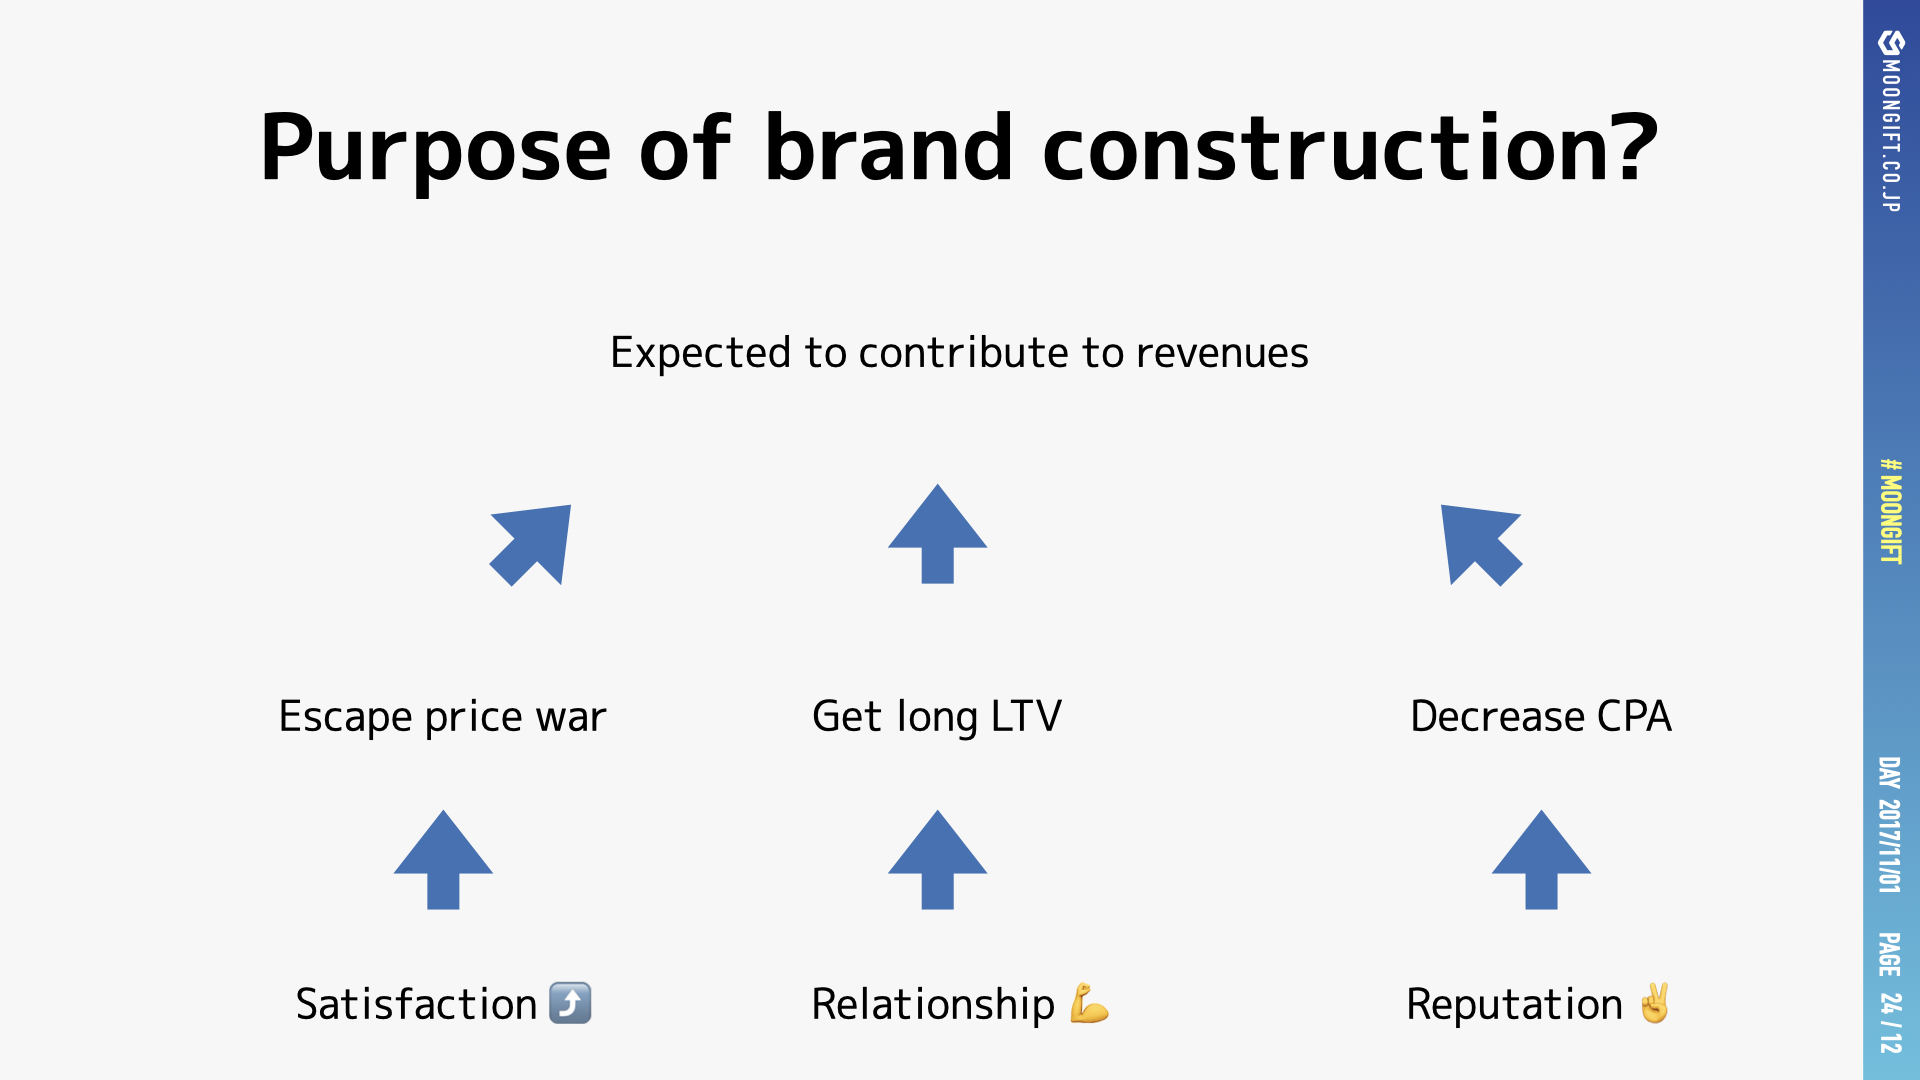 Purpose of brand construction?
Expected to contribute to revenues
Escape price war
Get long LTV
Decrease CPA
Satisfaction ⤴️
Relationship 💪
Reputation ✌️
MOONGIFT.CO.JP
# MOONGIFT
DAY 2017/11/01
PAGE 24 / 12